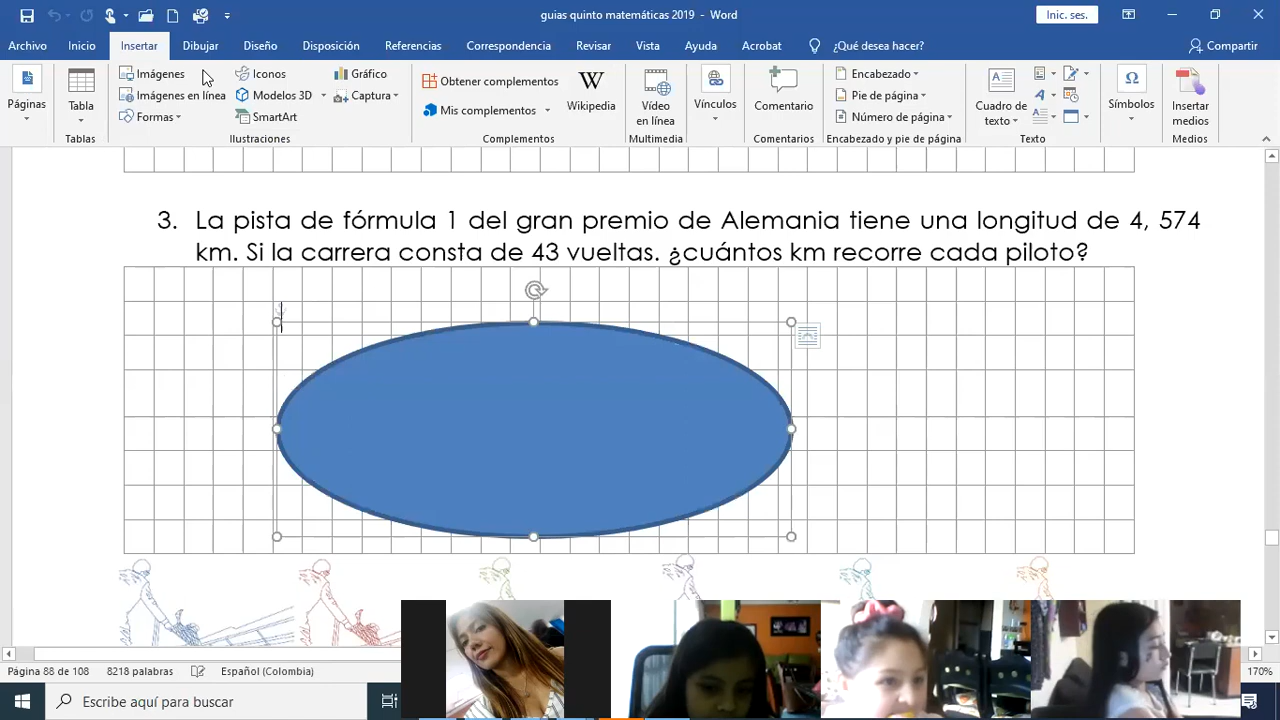 guias quinto matemáticas 2019 - Word
Inic. ses.
Archivo Inicio Insertar Dibujar Diseño Disposición Referencias Correspondencia Revisar Vista Ayuda Acrobat ¿Qué desea hacer? Compartir
Páginas
Tabla
Tablas
Imágenes
Imágenes en línea
Formas
Iconos
Modelos 3D
SmartArt
Gráfico
Captura
Ilustraciones
Obtener complementos
Mis complementos
Wikipedia
Complementos
Vídeo
en línea
Multimedia
Vínculos
Comentario
Comentarios
Encabezado
Pie de página
Número de página
Encabezado y pie de página
Cuadro de
texto
Texto
Símbolos
Insertar
medios
Medios
3. La pista de fórmula 1 del gran premio de Alemania tiene una longitud de 4, 574
km. Si la carrera consta de 43 vueltas. ¿cuántos km recorre cada piloto?
Página 88 de 108 8218 palabras Español (Colombia) 170%
Escribe aquí para buscar